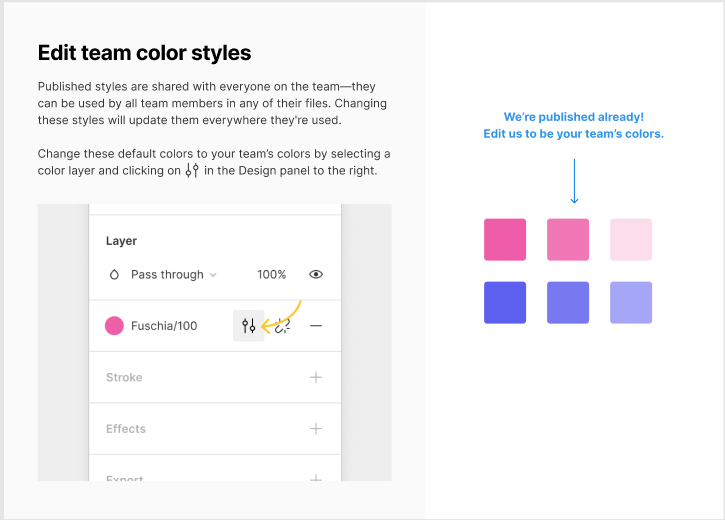 Edit team color styles
Published styles are shared with everyone on the team—they
can be used by all team members in any of their files. Changing
these styles will update them everywhere they're used.
Change these default colors to your team's colors by selecting a
color layer and clicking on in the Design panel to the right.
Layer
Pass through 100%
Fuschia/100
Stroke
Effects
Export
We're published already!
Edit us to be your team's colors.